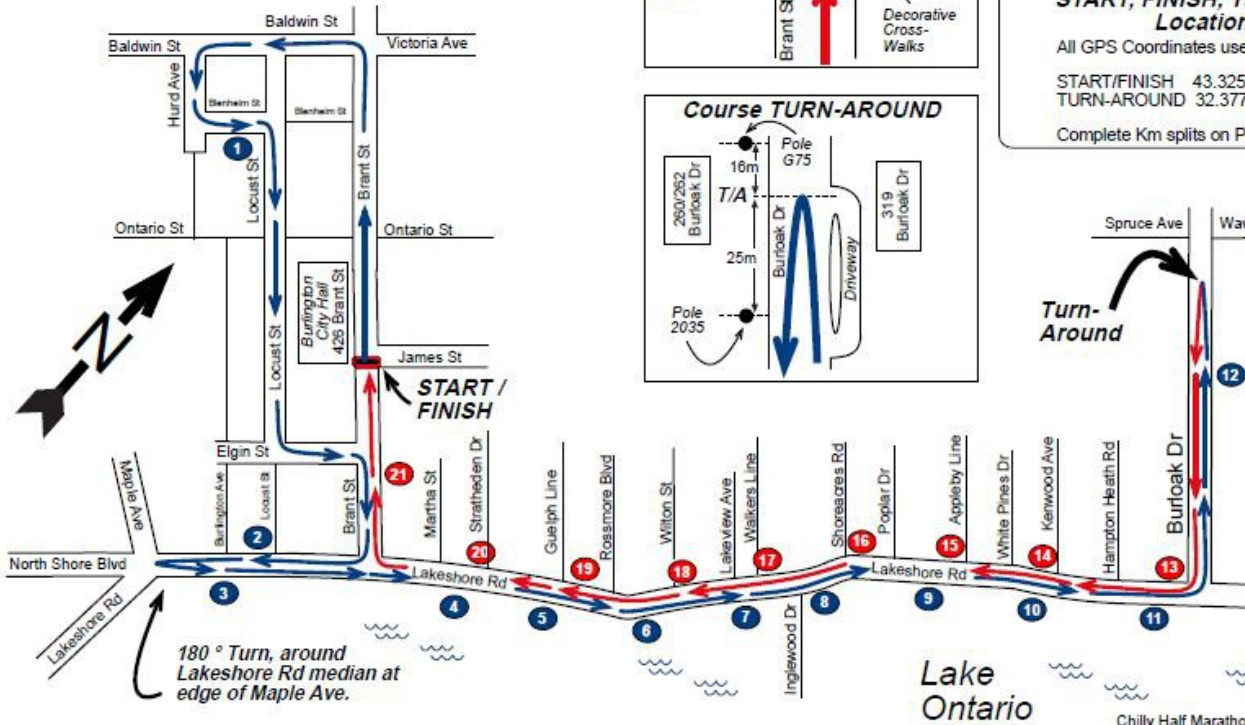 Baldwin St
Baldwin St
Victoria Ave
Hurd Ave
Blenheim St
Blenheim St
1
Locust St
Brant St
Ontario St
Ontario St
Burlington
City Hall
426 Brant St
N
Locust St
James St
START /
FINISH
Elgin St
Maple Ave
Burlington Ave
Locust St
Brant St
21
2
North Shore Blvd
3
Lakeshore Rd
180 ° Turn, around
Lakeshore Rd median at
edge of Maple Ave.
Brant St
Decorative
Cross-
Walks
START, FINISH,
Location
All GPS Coordinates use
START/FINISH 43.325
TURN-AROUND 32.377
Complete Km splits on P
Course TURN-AROUND
Pole
G75
16m
T/A
260/262
Burloak Dr
319
Burloak Dr
25m
Burloak Dr
Driveway
Pole
2035
Spruce Ave
Turn-
Around
12
Burloak Dr
Martha St
Stratheden Dr
Guelph Line
Rossmore Blvd
Wilton St
Lakeview Ave
Walkers Line
Shoreacres Rd
Poplar Dr
Appleby Line
White Pines Dr
Kenwood Ave
Hampton Heath Rd
20
19
18
17
16
15
14
13
Lakeshore Rd
Lakeshore Rd
4
5
6
7
8
9
10
11
Inglewood Dr
Lake
Ontario
Chilly Half Maratho